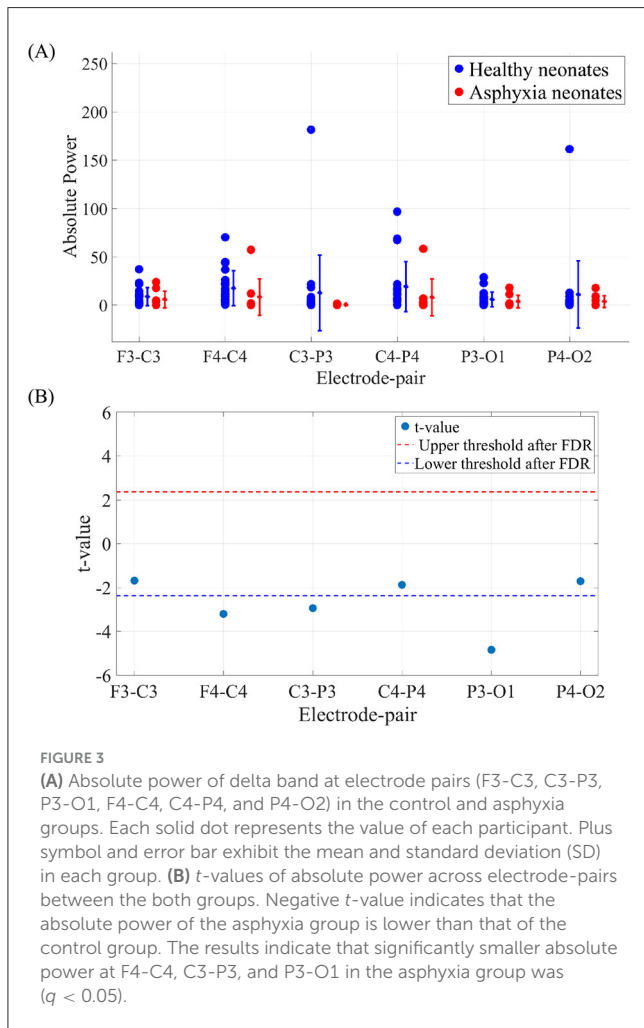 (A)
250
200
150
100
50
0
Absolute Power
Healthy neonates
Asphyxia neonates
F3-C3 F4-C4 C3-P3 C4-P4 P3-O1 P4-O2
Electrode-pair
(B)
6
4
2
0
-2
-4
-6
t-value
t-value
Upper threshold after FDR
Lower threshold after FDR
F3-C3 F4-C4 C3-P3 C4-P4 P3-O1 P4-O2
Electrode-pair
FIGURE 3
(A) Absolute power of delta band at electrode pairs (F3-C3, C3-P3,
P3-O1, F4-C4, C4-P4, and P4-O2) in the control and asphyxia
groups. Each solid dot represents the value of each participant. Plus
symbol and error bar exhibit the mean and standard deviation (SD)
in each group. (B) t-values of absolute power across electrode-pairs
between the both groups. Negative t-value indicates that the
absolute power of the asphyxia group is lower than that of the
control group. The results indicate that significantly smaller absolute
power at F4-C4, C3-P3, and P3-O1 in the asphyxia group was
(q < 0.05).